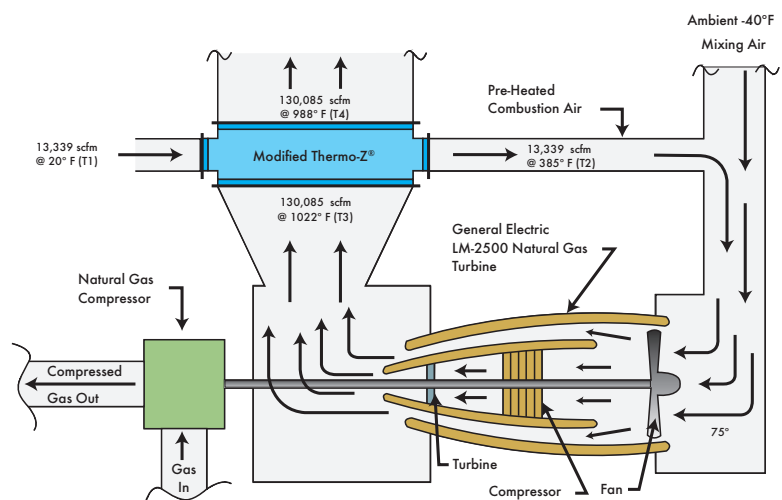 Ambient -40°F
Mixing Air
130,085 scfm
@ 988° F (T4)
Pre-Heated
Combustion Air
13,339 scfm
@ 20° F (T1)
Modified Thermo-Z®
13,339 scfm
@ 385° F (T2)
130,085 scfm
@ 1022° F (T3)
General Electric
LM-2500 Natural Gas
Turbine
Natural Gas
Compressor
Compressed
Gas Out
Gas
In
Turbine
Compressor
Fan
75°